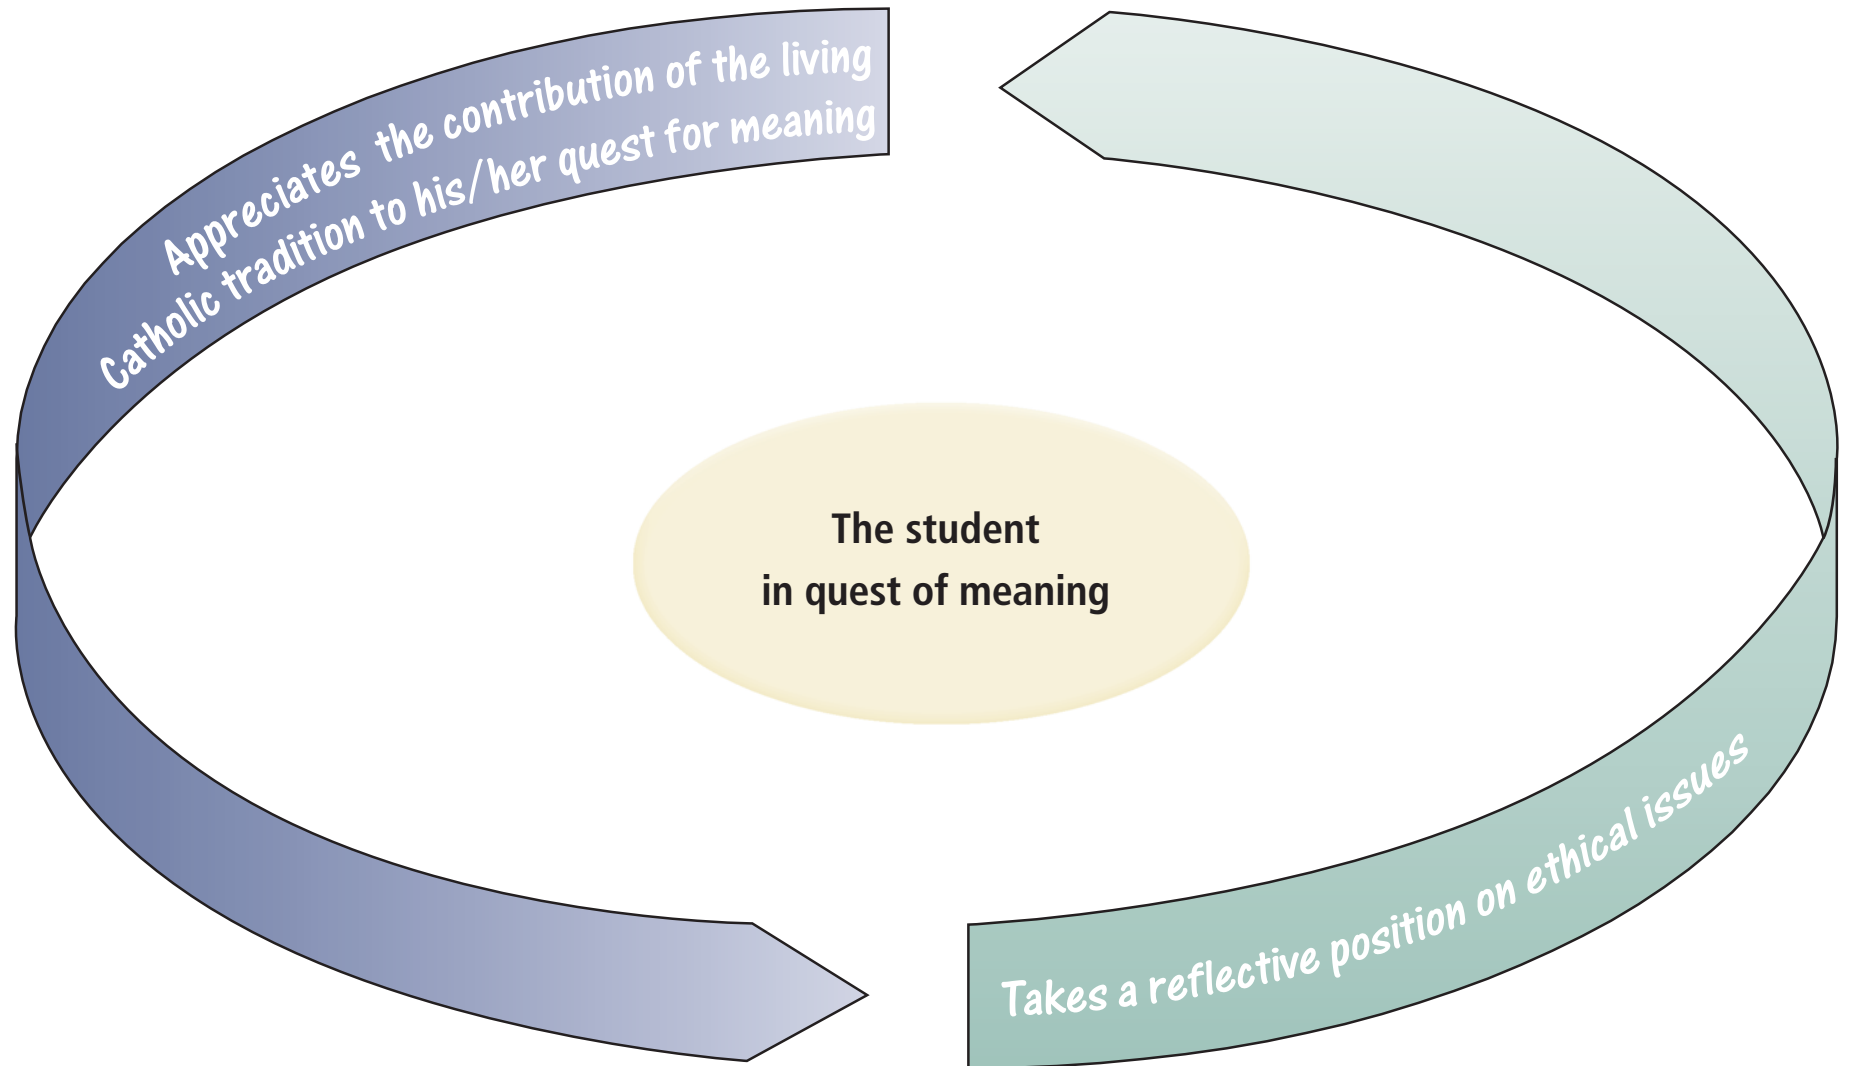 Appreciates the contribution of the living
Catholic tradition to his/her quest for meaning
The student
in quest of meaning
Takes a reflective position on ethical issues